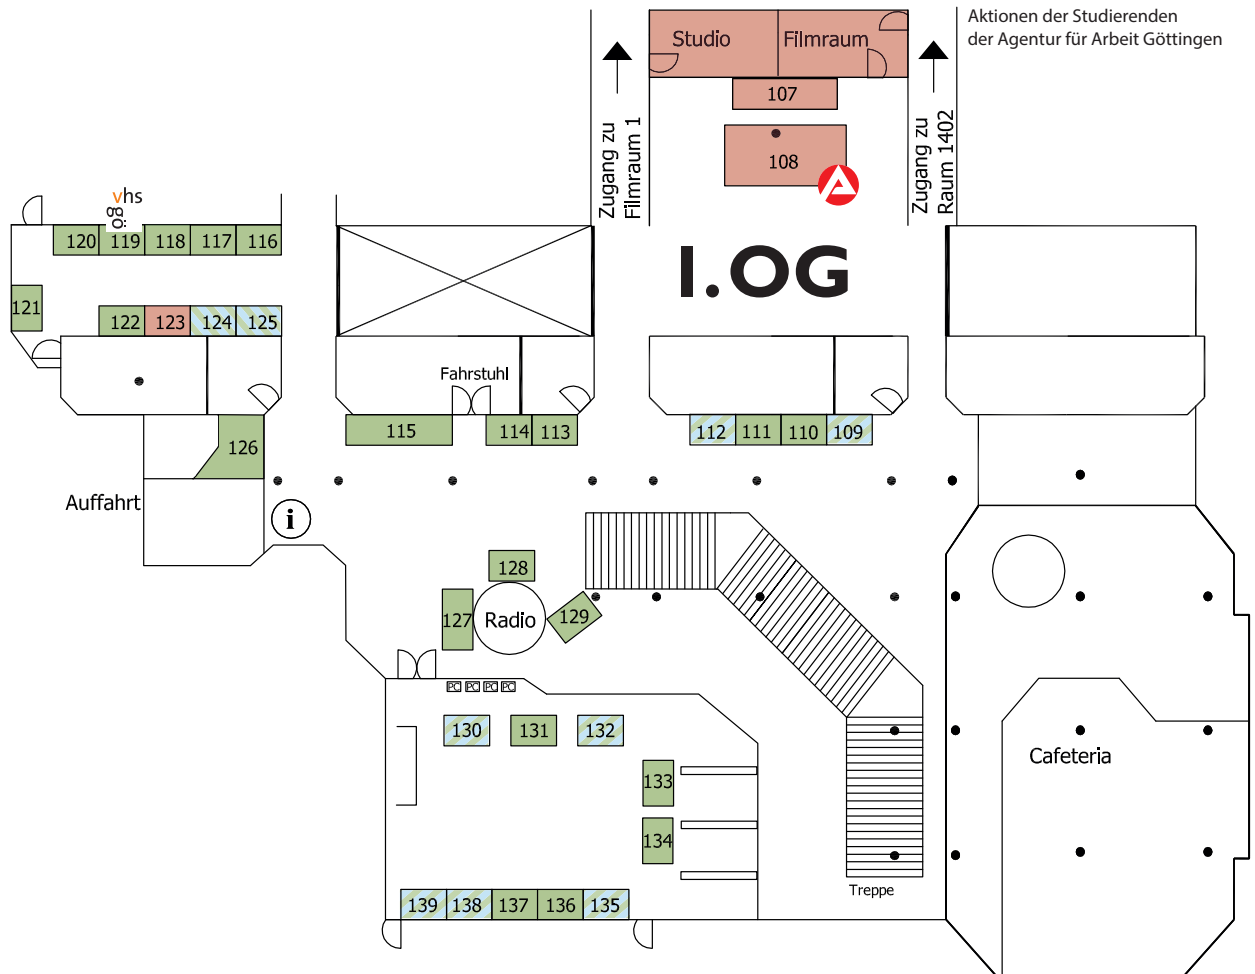 Aktionen der Studierenden
der Agentur für Arbeit Göttingen
Studio
Filmraum
107
108
Zugang zu
Filmraum 1
Zugang zu
Raum 1402
vhs
gö
120 119 118 117 116
I.OG
121
122 123 124 125
Fahrstuhl
115 114 113
112 111 110 109
126
Auffahrt
i
128
127
Radio
129
PC PC PC PC
130 131 132
133
134
Cafeteria
Treppe
139 138 137 136 135